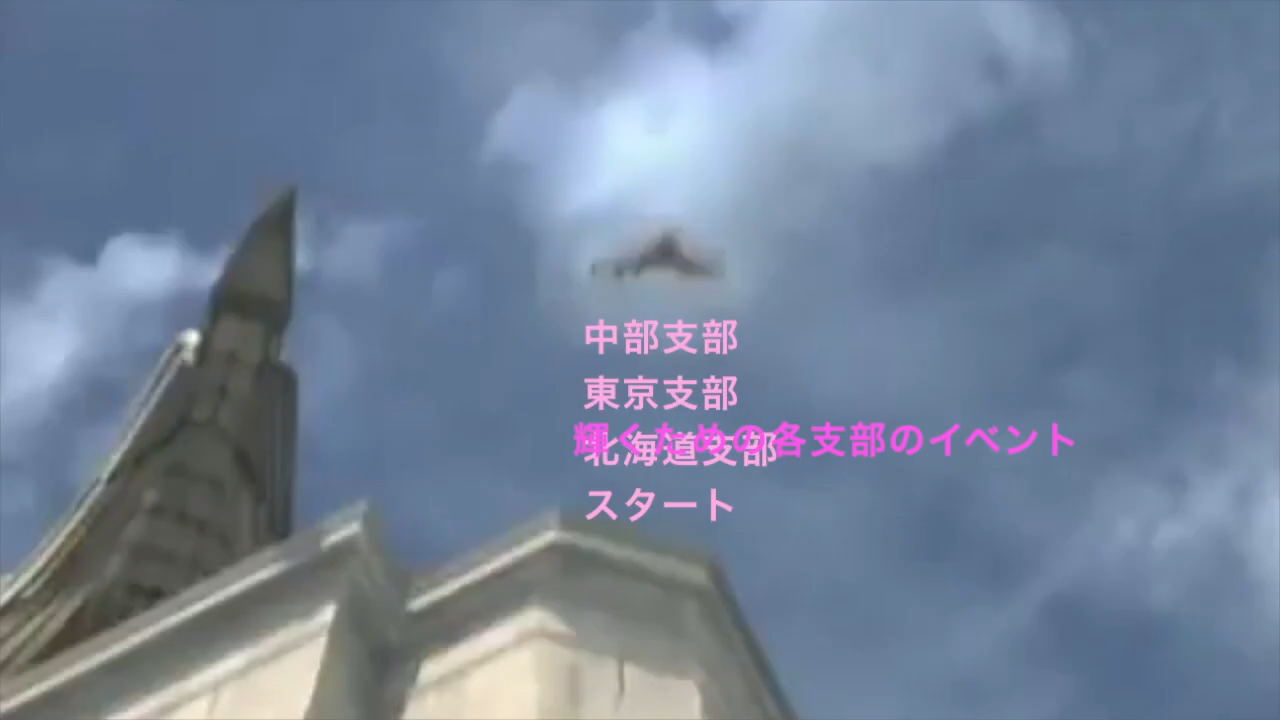 中部支部
東京支部
輝くための各支部のイベント
北海道支部
スタート